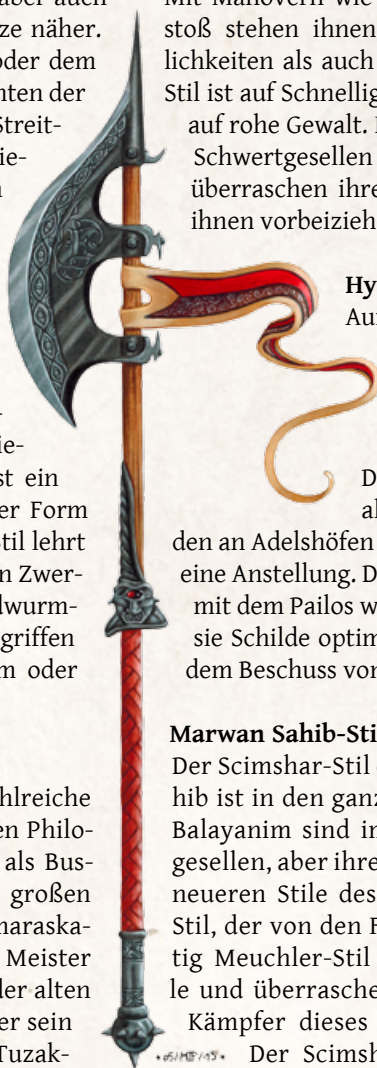 aber auch
ze näher.
oder dem
nten der
Streit-
ie-
-
ie-
st ein
er Form
til lehrt
n Zwer-
dwurm-
griffen
m oder
hlreiche
en Philo-
als Bus-
großen
maraska-
Meister
der alten
er sein
Tuzak-
Mit Manövern wie
stoß stehen ihnen
lichkeiten als auch
Stil ist auf Schnellig
auf rohe Gewalt.
Schwertgesellen
überraschen ihre
ihnen vorbeizieh
Hy
Au
D
al
den an Adelshöfen
eine Anstellung. D
mit dem Pailos w
sie Schilde optim
dem Beschuss von
Marwan Sahib-Sti
Der Scimshar-Stil
hib ist in den ganz
Balayanim sind in
gesellen, aber ihre
neueren Stile des
Stil, der von den F
tig Meuchler-Stil
le und überrasche
Kämpfer dieses
Der Scimsh